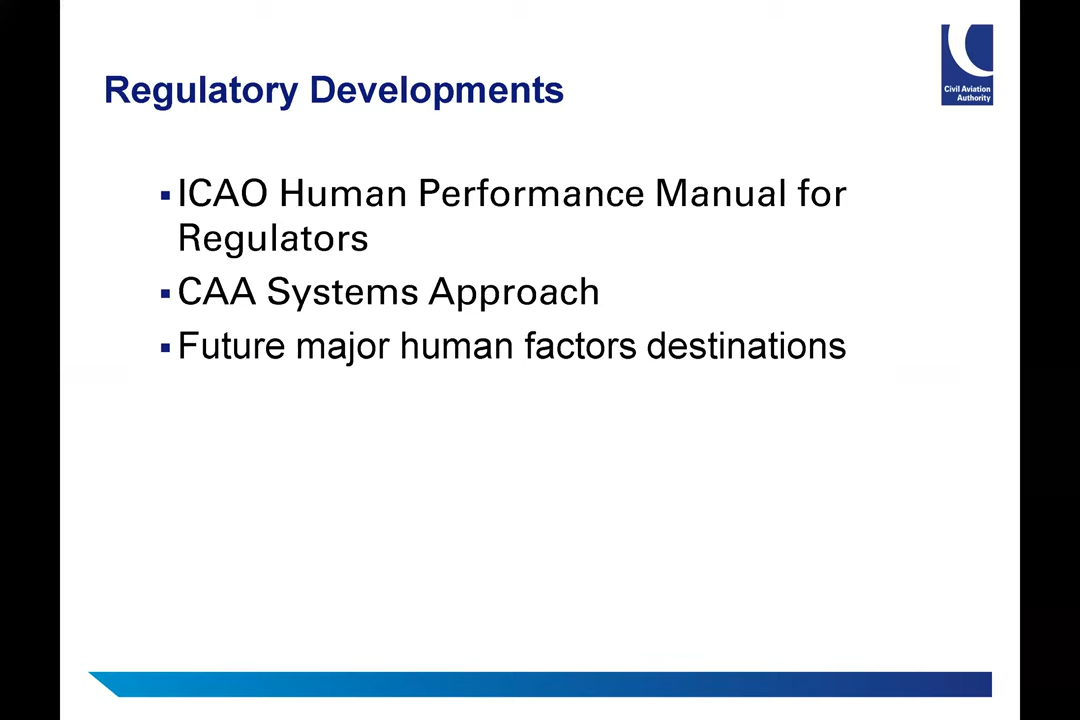 Civil Aviation
Authority
Regulatory Developments
▪ICAO Human Performance Manual for
Regulators
▪CAA Systems Approach
▪Future major human factors destinations